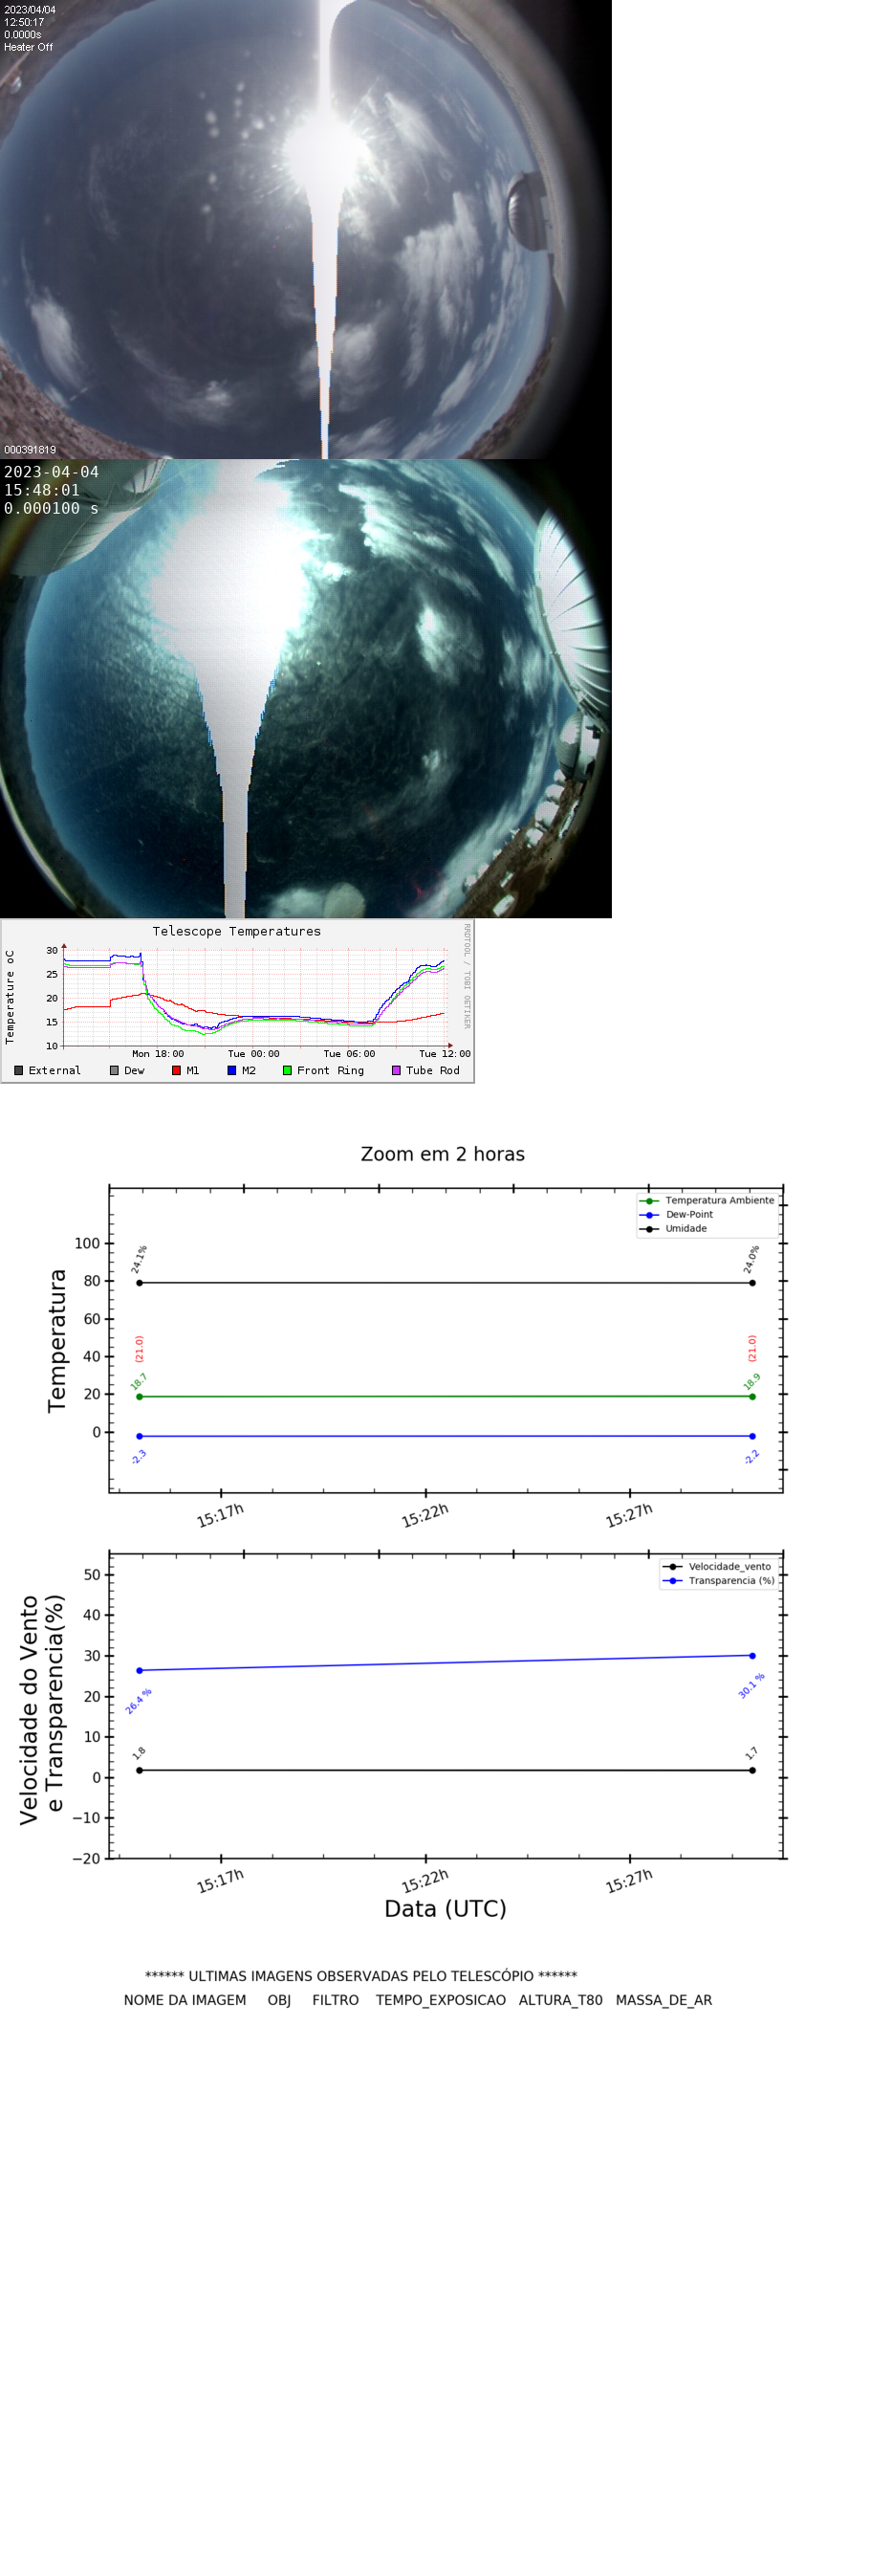 2023/04/04
12:50:17
0.0000s
Heater Off
000391819
2023-04-04
15:48:01
0.000100 s
Telescope Temperatures
RRDTOOL / TOBI OETIKER
Temperature oC
30
25
20
15
10
Mon 18:00 Tue 00:00 Tue 06:00 Tue 12:00
External Dew M1 M2 Front Ring Tube Rod
Zoom em 2 horas
Temperatura Ambiente
Dew-Point
Umidade
Temperatura
100
80
60
40
20
0
24.1%
24.0%
(21.0)
(21.0)
18.7
18.9
-2.3
-2.2
15:17h 15:22h 15:27h
Velocidade_vento
Transparencia (%)
Velocidade do Vento
e Transparencia(%)
50
40
30
20
10
0
−10
−20
26.4 %
30.1 %
1.8
1.7
15:17h 15:22h 15:27h
Data (UTC)
****** ULTIMAS IMAGENS OBSERVADAS PELO TELESCÓPIO ******
NOME DA IMAGEM OBJ FILTRO TEMPO_EXPOSICAO ALTURA_T80 MASSA_DE_AR